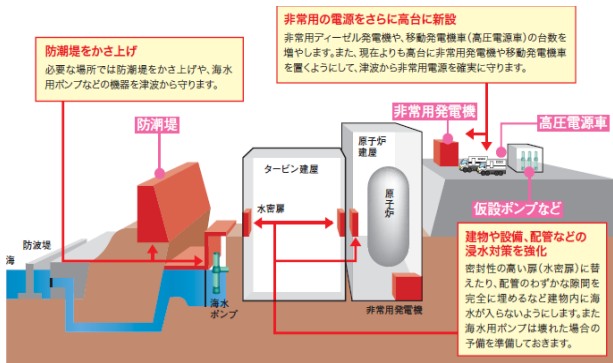 防潮堤をかさ上げ
必要な場所では防潮堤をかさ上げや、海水
用ポンプなどの機器を津波から守ります。
非常用の電源をさらに高台に新設
非常用ディーゼル発電機や、移動発電機車(高圧電源車)の台数を
増やします。また、現在よりも高台に非常用発電機や移動発電機車
を置くようにして、津波から非常用電源を確実に守ります。
防潮堤
非常用発電機
高圧電源車
原子炉
建屋
タービン建屋
水密扉
原子炉
仮設ポンプなど
防波堤
海
海水
ポンプ
非常用発電機
建物や設備、配管などの
浸水対策を強化
密封性の高い扉(水密扉)に替
えたり、配管のわずかな隙間を
完全に埋めるなど建物内に海
水が入らないようにします。また
海水用ポンプは壊れた場合の
予備を準備しておきます。